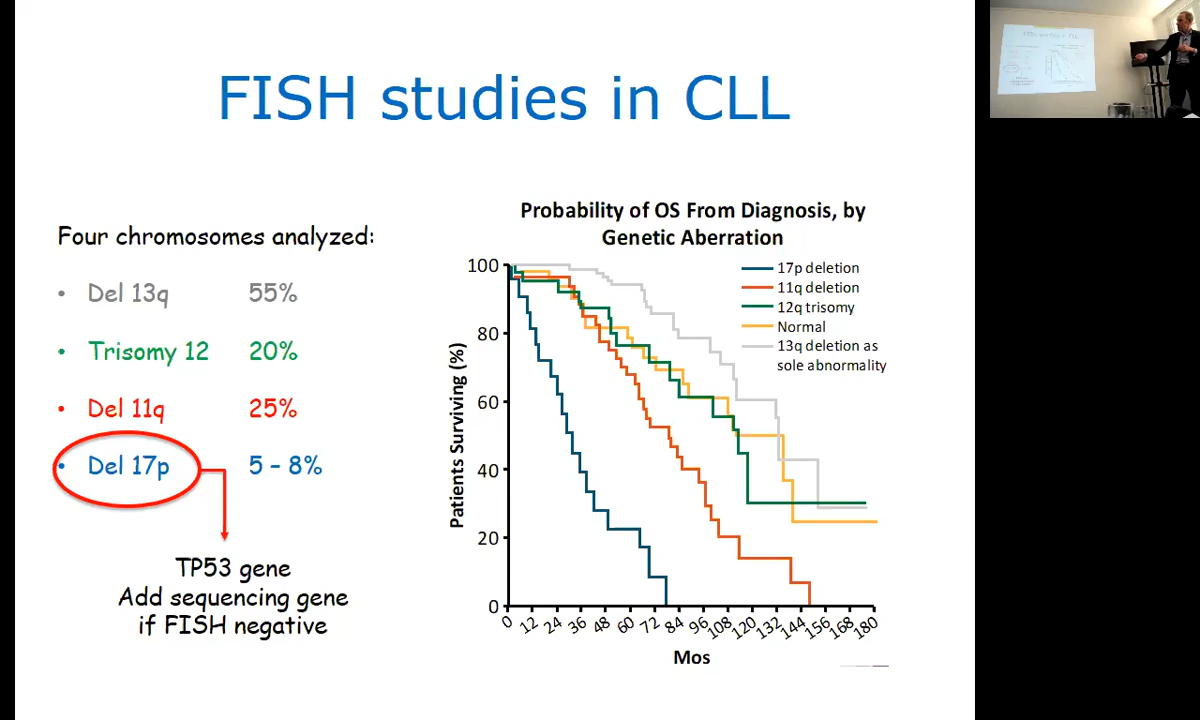 FISH studies in CLL
Four chromosomes analyzed:
• Del 13q 55%
• Trisomy 12 20%
• Del 11q 25%
• Del 17p 5 – 8%
TP53 gene
Add sequencing gene
if FISH negative
Probability of OS From Diagnosis, by
Genetic Aberration
17p deletion
11q deletion
12q trisomy
Normal
13q deletion as
sole abnormality
Patients Surviving (%)
100
80
60
40
20
0
0 12 24 36 48 60 72 84 96 108 120 132 144 156 168 180
Mos